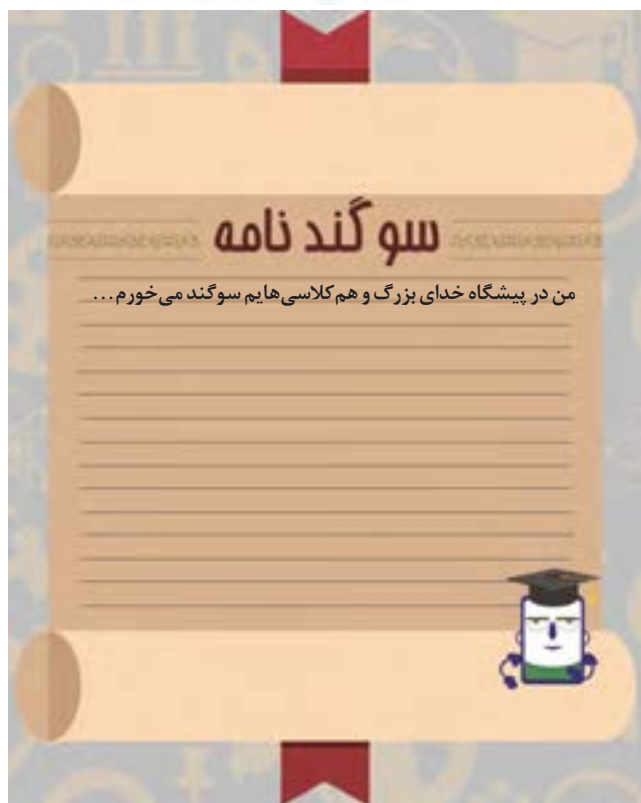 سوگند نامه
من در پیشگاه خدای بزرگ و هم‌کلاسی‌هایم سوگند می‌خورم...